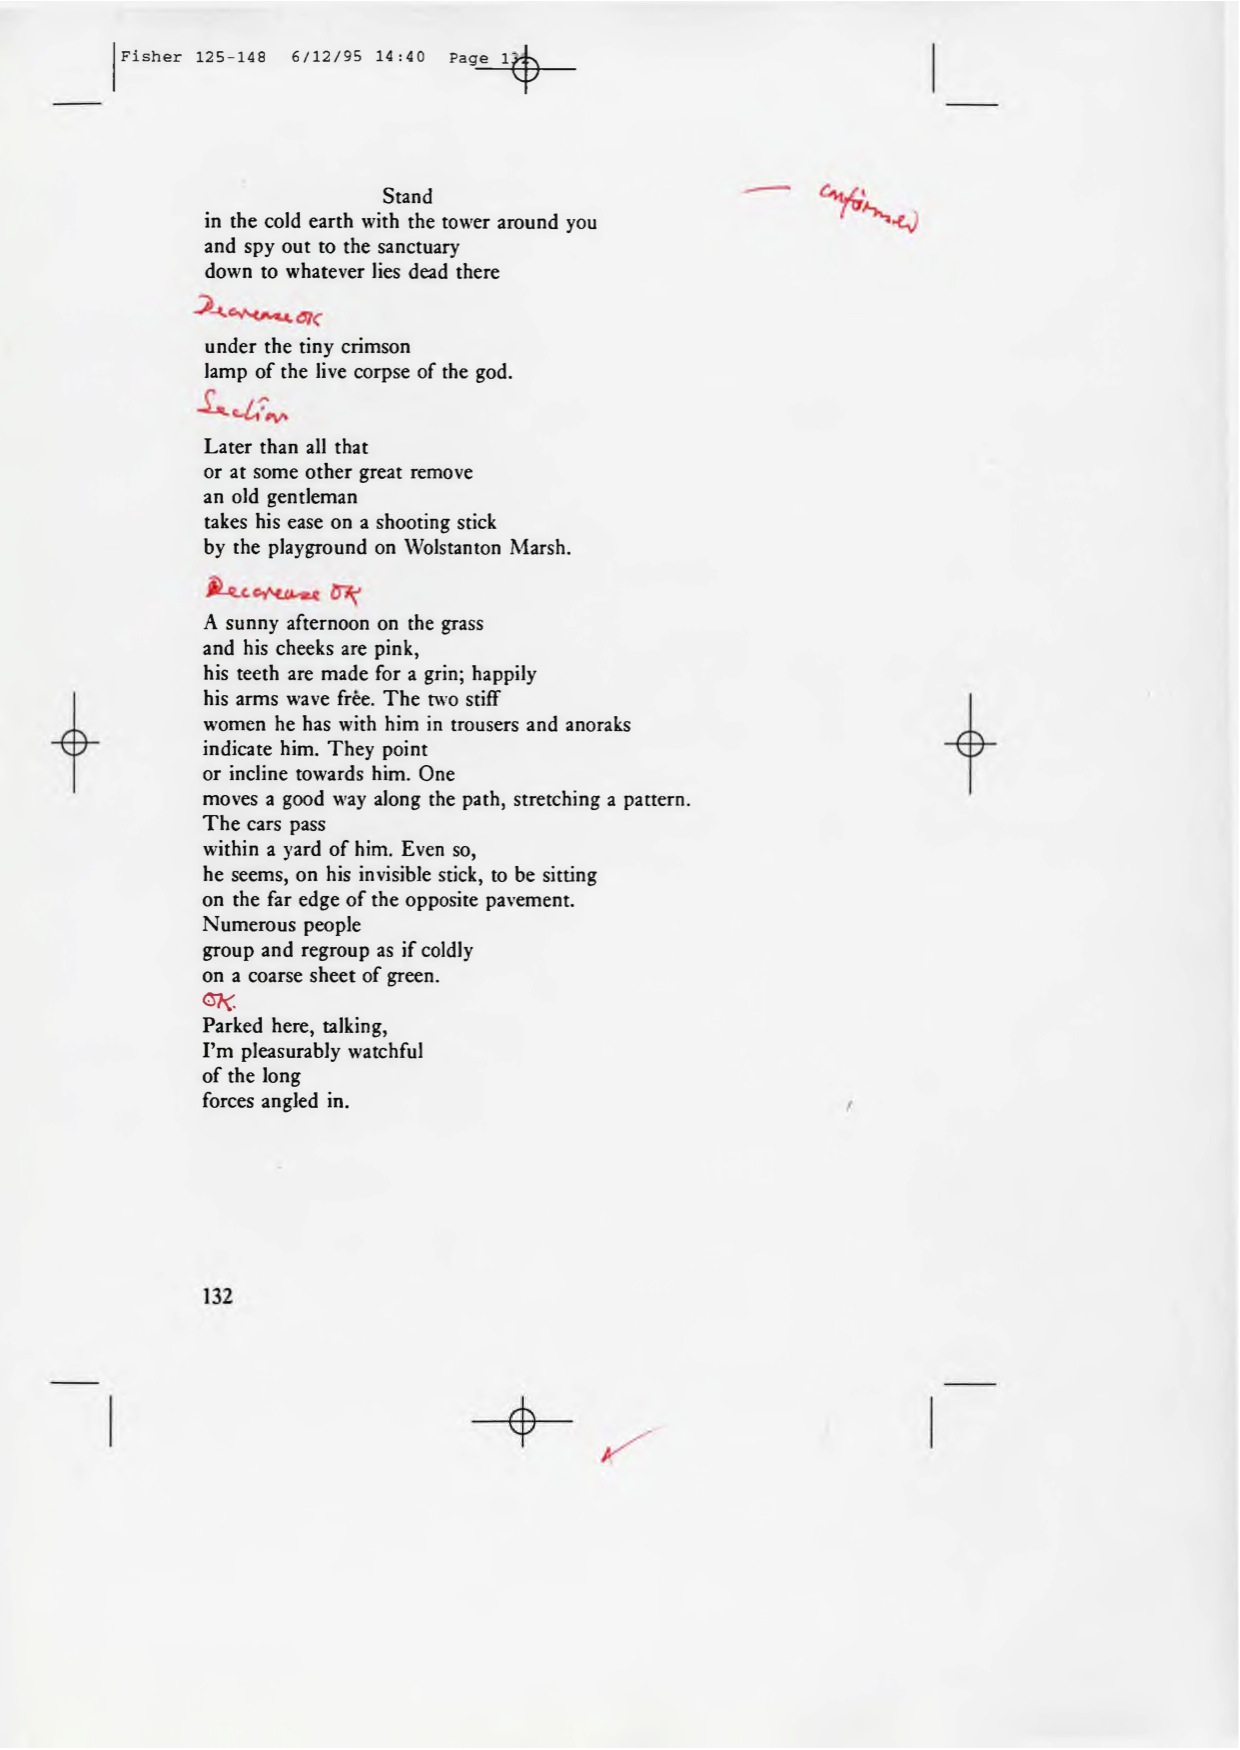 Fisher 125-148 6/12/95 14:40 Page 132
Stand
— confirmed
in the cold earth with the tower around you
and spy out to the sanctuary
down to whatever lies dead there
Decrease OK
under the tiny crimson
lamp of the live corpse of the god.
Section
Later than all that
or at some other great remove
an old gentleman
takes his ease on a shooting stick
by the playground on Wolstanton Marsh.
Decrease OK
A sunny afternoon on the grass
and his cheeks are pink,
his teeth are made for a grin; happily
his arms wave free. The two stiff
women he has with him in trousers and anoraks
indicate him. They point
or incline towards him. One
moves a good way along the path, stretching a pattern.
The cars pass
within a yard of him. Even so,
he seems, on his invisible stick, to be sitting
on the far edge of the opposite pavement.
Numerous people
group and regroup as if coldly
on a coarse sheet of green.
OK.
Parked here, talking,
I'm pleasurably watchful
of the long
forces angled in.
132